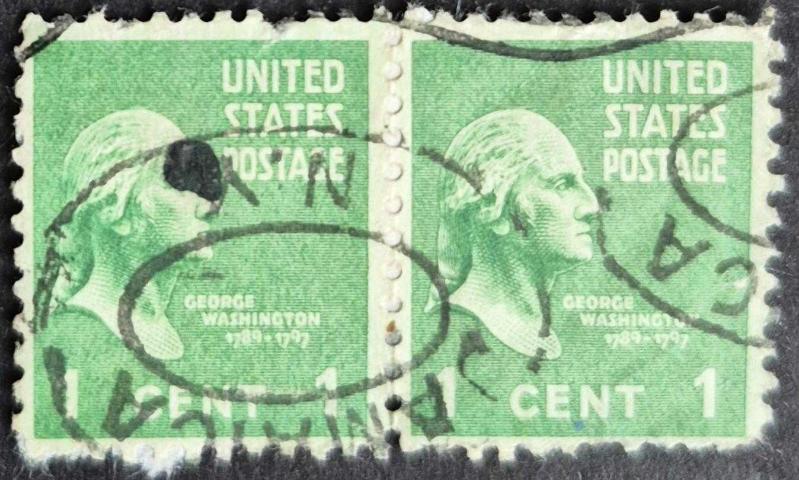 UNITED
STATES
POSTAGE
GEORGE
WASHINGTON
1789-1797
1 CENT 1
UNITED
STATES
POSTAGE
GEORGE
WASHINGTON
1789-1797
1 CENT 1
N.Y.
JAMAICA